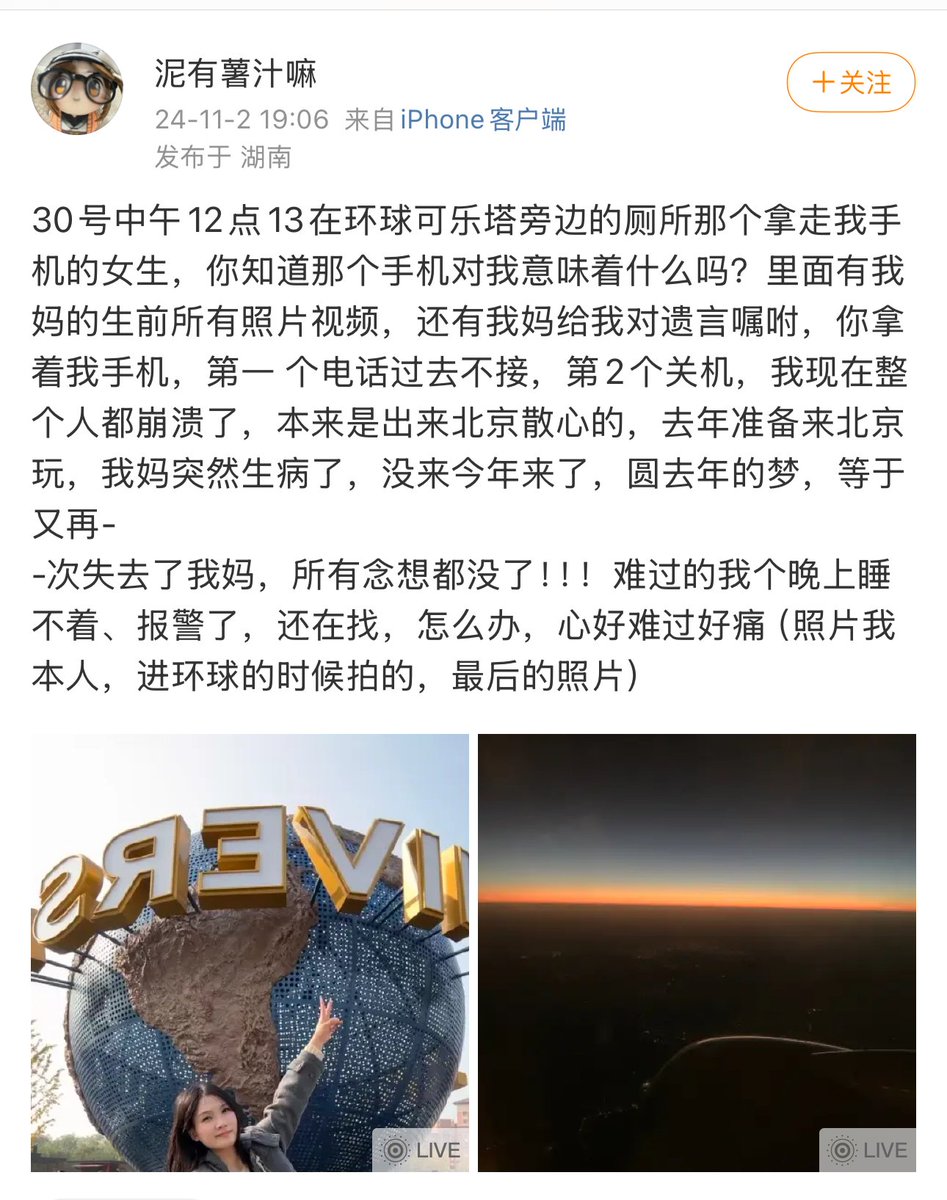 泥有薯汁嘛
+关注
24-11-2 19:06 来自 iPhone客户端
发布于 湖南
30号中午12点13在环球可乐塔旁边的厕所那个拿走我手
机的女生，你知道那个手机对我意味着什么吗？里面有我
妈的生前所有照片视频，还有我妈给我对遗言嘱咐，你拿
着我手机，第一 个电话过去不接，第2个关机，我现在整
个人都崩溃了，本来是出来北京散心的，去年准备来北京
玩，我妈突然生病了，没来今年来了，圆去年的梦，等于
又再-
-次失去了我妈，所有念想都没了！！！难过的我个晚上睡
不着、报警了，还在找，怎么办，心好难过好痛（照片我
本人，进环球的时候拍的，最后的照片）
IVERS
LIVE
LIVE